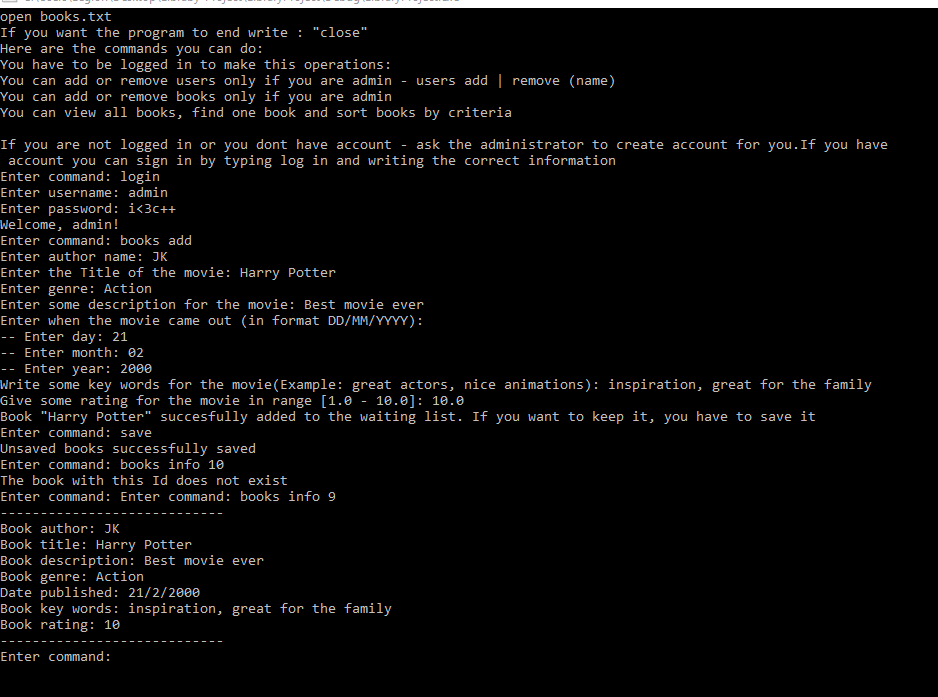 open books.txt
If you want the program to end write : "close"
Here are the commands you can do:
You have to be logged in to make this operations:
You can add or remove users only if you are admin - users add | remove (name)
You can add or remove books only if you are admin
You can view all books, find one book and sort books by criteria
If you are not logged in or you dont have account - ask the administrator to create account for you.If you have
account you can sign in by typing log in and writing the correct information
Enter command: login
Enter username: admin
Enter password: i<3c++
Welcome, admin!
Enter command: books add
Enter author name: JK
Enter the Title of the movie: Harry Potter
Enter genre: Action
Enter some description for the movie: Best movie ever
Enter when the movie came out (in format DD/MM/YYYY):
-- Enter day: 21
-- Enter month: 02
-- Enter year: 2000
Write some key words for the movie(Example: great actors, nice animations): inspiration, great for the family
Give some rating for the movie in range [1.0 - 10.0]: 10.0
Book "Harry Potter" succesfully added to the waiting list. If you want to keep it, you have to save it
Enter command: save
Unsaved books successfully saved
Enter command: books info 10
The book with this Id does not exist
Enter command: Enter command: books info 9
----------------------------
Book author: JK
Book title: Harry Potter
Book description: Best movie ever
Book genre: Action
Date published: 21/2/2000
Book key words: inspiration, great for the family
Book rating: 10
----------------------------
Enter command: